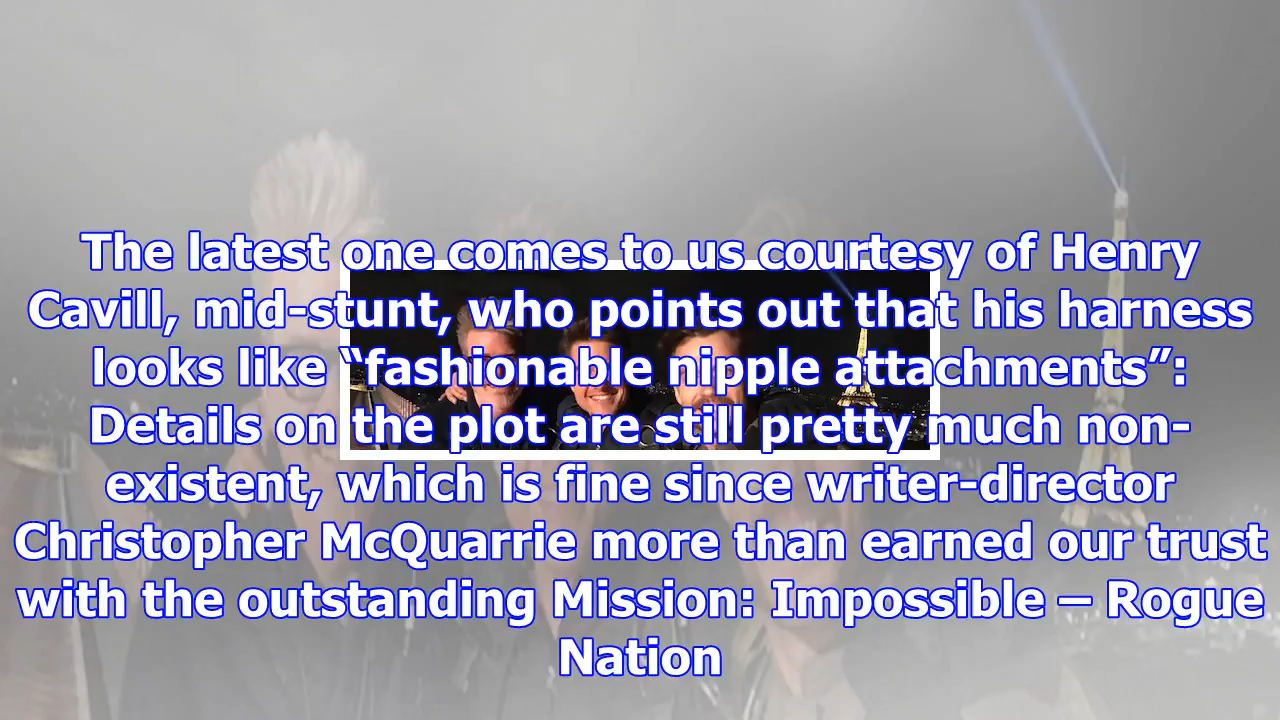 The latest one comes to us courtesy of Henry
Cavill, mid-stunt, who points out that his harness
looks like “fashionable nipple attachments”:
Details on the plot are still pretty much non-
existent, which is fine since writer-director
Christopher McQuarrie more than earned our trust
with the outstanding Mission: Impossible – Rogue
Nation